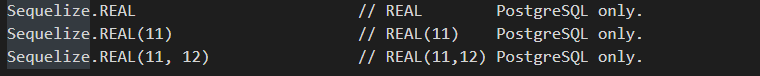 Sequelize.REAL // REAL PostgreSQL only.
Sequelize.REAL(11) // REAL(11) PostgreSQL only.
Sequelize.REAL(11, 12) // REAL(11,12) PostgreSQL only.